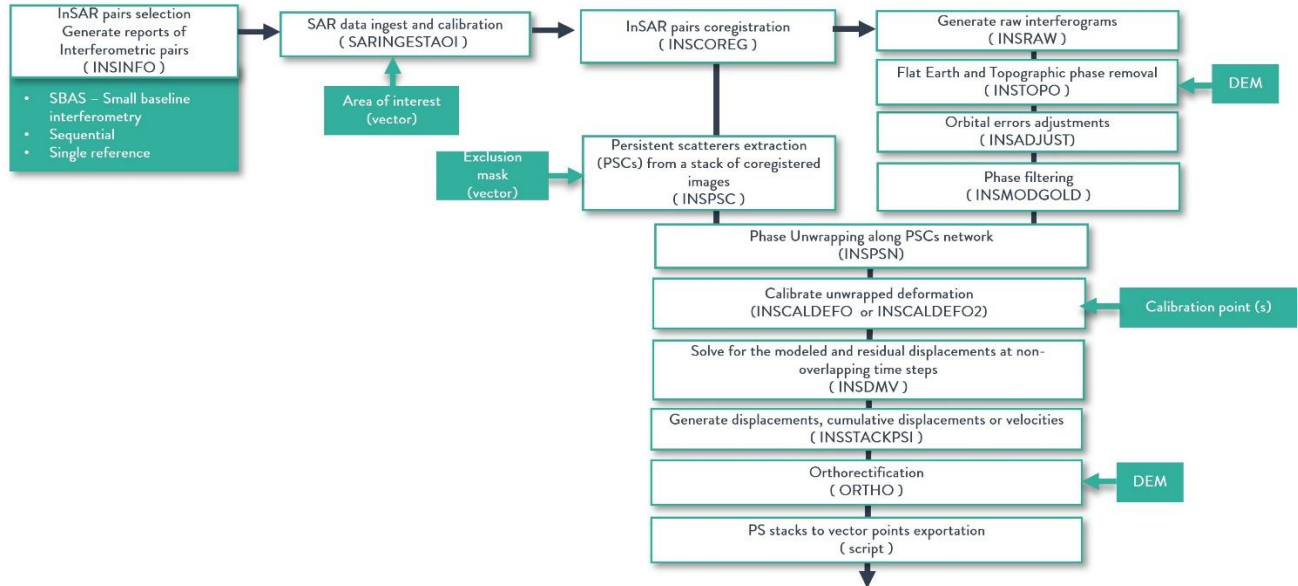 InSAR pairs selection
Generate reports of
Interferometric pairs
( INSINFO )
• SBAS – Small baseline
interferometry
• Sequential
• Single reference
SAR data ingest and calibration
( SARINGESTAOI )
Area of interest
(vector)
InSAR pairs coregistration
( INSCOREG )
Generate raw interferograms
( INSRAW )
Flat Earth and Topographic phase removal
( INSTOPO )
DEM
Orbital errors adjustments
(INSADJUST)
Phase filtering
( INSMODGOLD )
Exclusion
mask
(vector)
Persistent scatterers extraction
(PSCs) from a stack of coregistered
images
( INSPSC )
Phase Unwrapping along PSCs network
(INSPSN)
Calibrate unwrapped deformation
(INSCALDEFO or INSCALDEFO2)
Calibration point (s)
Solve for the modeled and residual displacements at non-
overlapping time steps
( INSDMV )
Generate displacements, cumulative displacements or velocities
( INSSTACKPSI )
Orthorectification
( ORTHO )
DEM
PS stacks to vector points exportation
( script )